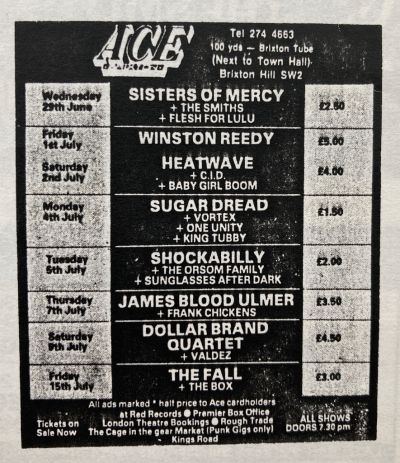 ACE
Tel 274 4663
100 yds – Brixton Tube
(Next to Town Hall)
Brixton Hill SW2
Wednesday
29th June
SISTERS OF MERCY
+ THE SMITHS
+ FLESH FOR LULU
£2.50
Friday
1st July
WINSTON REEDY
£5.00
Saturday
2nd July
HEATWAVE
+ C.I.D.
+ BABY GIRL BOOM
£4.00
Monday
4th July
SUGAR DREAD
+ VORTEX
+ ONE UNITY
+ KING TUBBY
£1.50
Tuesday
5th July
SHOCKABILLY
+ THE ORSOM FAMILY
+ SUNGLASSES AFTER DARK
£2.00
Thursday
7th July
JAMES BLOOD ULMER
+ FRANK CHICKENS
£3.50
Saturday
9th July
DOLLAR BRAND
QUARTET
+ VALDEZ
£4.50
Friday
15th July
THE FALL
+ THE BOX
£3.00
All ads marked * half price to Ace cardholders
Tickets on
Sale Now
at Red Records ● Premier Box Office
London Theatre Bookings ● Rough Trade
The Cage in the gear Market (Punk Gigs only)
Kings Road
ALL SHOWS
DOORS 7.30 pm